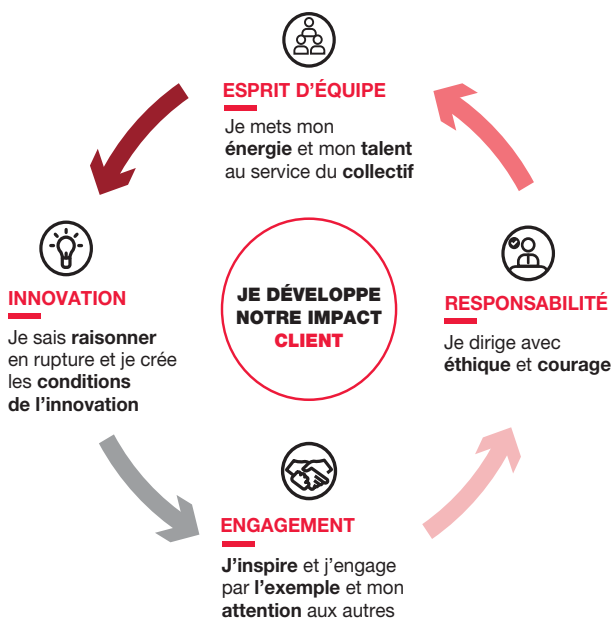 ESPRIT D'ÉQUIPE
Je mets mon
énergie et mon talent
au service du collectif
INNOVATION
Je sais raisonner
en rupture et je crée
les conditions
de l'innovation
JE DÉVELOPPE
NOTRE IMPACT
CLIENT
RESPONSABILITÉ
Je dirige avec
éthique et courage
ENGAGEMENT
J'inspire et j'engage
par l'exemple et mon
attention aux autres